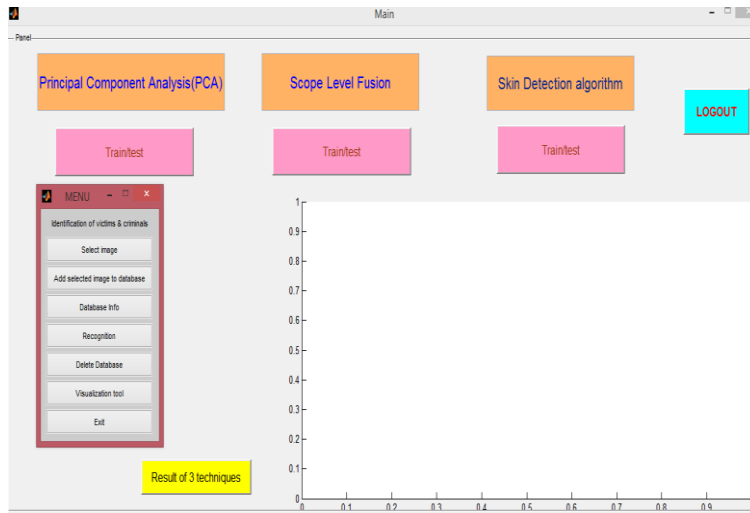 Main
Panel
Principal Component Analysis(PCA)
Scope Level Fusion
Skin Detection algorithm
LOGOUT
Train/test
Train/test
Train/test
MENU
Identification of victims & criminals
Select image
Add selected image to database
Database Info
Recognition
Delete Database
Visualization tool
Exit
Result of 3 techniques
1
0.9
0.8
0.7
0.6
0.5
0.4
0.3
0.2
0.1
0
0 0.1 0.2 0.3 0.4 0.5 0.6 0.7 0.8 0.9